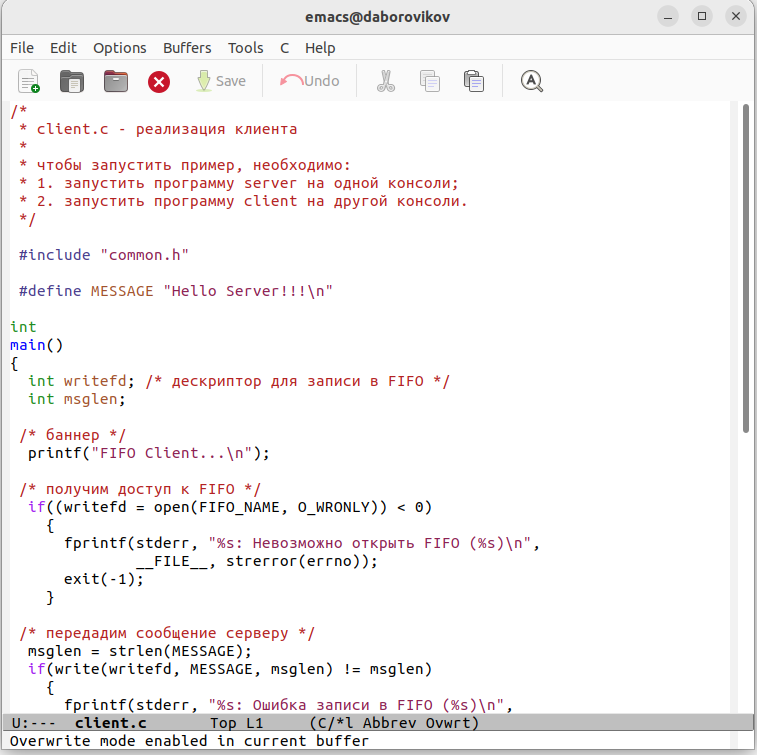 emacs@daborovikov
File Edit Options Buffers Tools C Help
Save Undo A
/*
 * client.c - реализация клиента
 *
 * чтобы запустить пример, необходимо:
 * 1. запустить программу server на одной консоли;
 * 2. запустить программу client на другой консоли.
 */

 #include "common.h"

 #define MESSAGE "Hello Server!!!\n"

int
main()
{
  int writefd; /* дескриптор для записи в FIFO */
  int msglen;

 /* баннер */
  printf("FIFO Client...\n");

 /* получим доступ к FIFO */
  if((writefd = open(FIFO_NAME, O_WRONLY)) < 0)
    {
      fprintf(stderr, "%s: Невозможно открыть FIFO (%s)\n",
              __FILE__, strerror(errno));
      exit(-1);
    }

 /* передадим сообщение серверу */
  msglen = strlen(MESSAGE);
  if(write(writefd, MESSAGE, msglen) != msglen)
    {
      fprintf(stderr, "%s: Ошибка записи в FIFO (%s)\n",
U:--- client.c Top L1 (C/*l Abbrev Ovwrt)
Overwrite mode enabled in current buffer